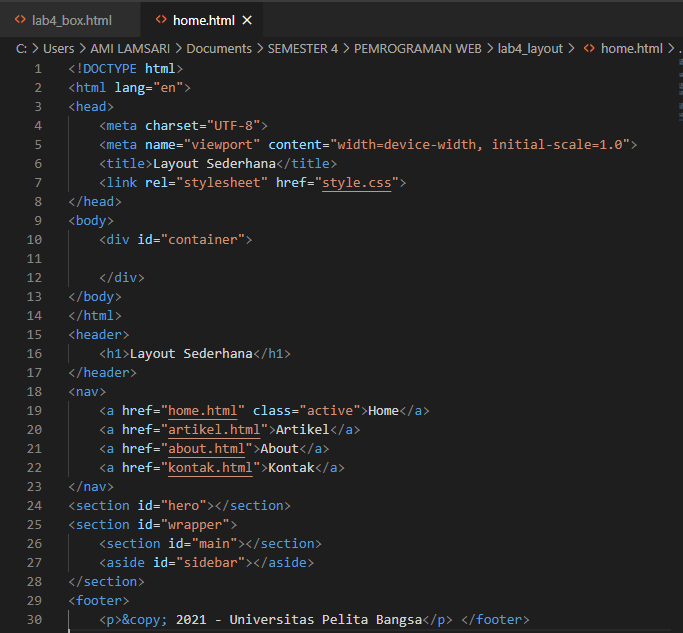 lab4_box.html home.html
C: > Users > AMI LAMSARI > Documents > SEMESTER 4 > PEMROGRAMAN WEB > lab4_layout > home.html > .
1 <!DOCTYPE html>
2 <html lang="en">
3 <head>
4 <meta charset="UTF-8">
5 <meta name="viewport" content="width=device-width, initial-scale=1.0">
6 <title>Layout Sederhana</title>
7 <link rel="stylesheet" href="style.css">
8 </head>
9 <body>
10 <div id="container">
11
12 </div>
13 </body>
14 </html>
15 <header>
16 <h1>Layout Sederhana</h1>
17 </header>
18 <nav>
19 <a href="home.html" class="active">Home</a>
20 <a href="artikel.html">Artikel</a>
21 <a href="about.html">About</a>
22 <a href="kontak.html">Kontak</a>
23 </nav>
24 <section id="hero"></section>
25 <section id="wrapper">
26 <section id="main"></section>
27 <aside id="sidebar"></aside>
28 </section>
29 <footer>
30 <p>&copy; 2021 - Universitas Pelita Bangsa</p> </footer>